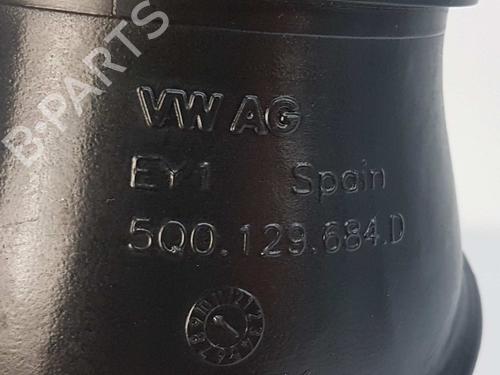 B-PARTS
VW AG
EY1 Spain
5Q0.129.684.D